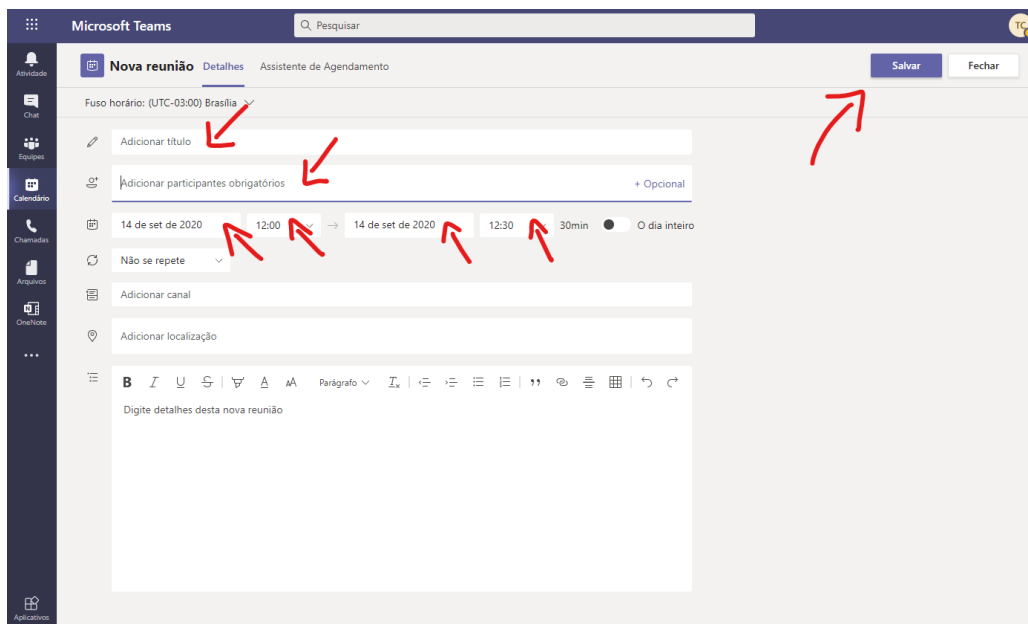 Microsoft Teams
Pesquisar
TC
Atividade
Chat
Equipes
Calendário
Chamadas
Arquivos
OneNote
Aplicativos
Nova reunião Detalhes Assistente de Agendamento Salvar Fechar
Fuso horário: (UTC-03:00) Brasília
Adicionar título
Adicionar participantes obrigatórios + Opcional
14 de set de 2020 12:00 → 14 de set de 2020 12:30 30min O dia inteiro
Não se repete
Adicionar canal
Adicionar localização
B I U S A AA Parágrafo Ix
Digite detalhes desta nova reunião